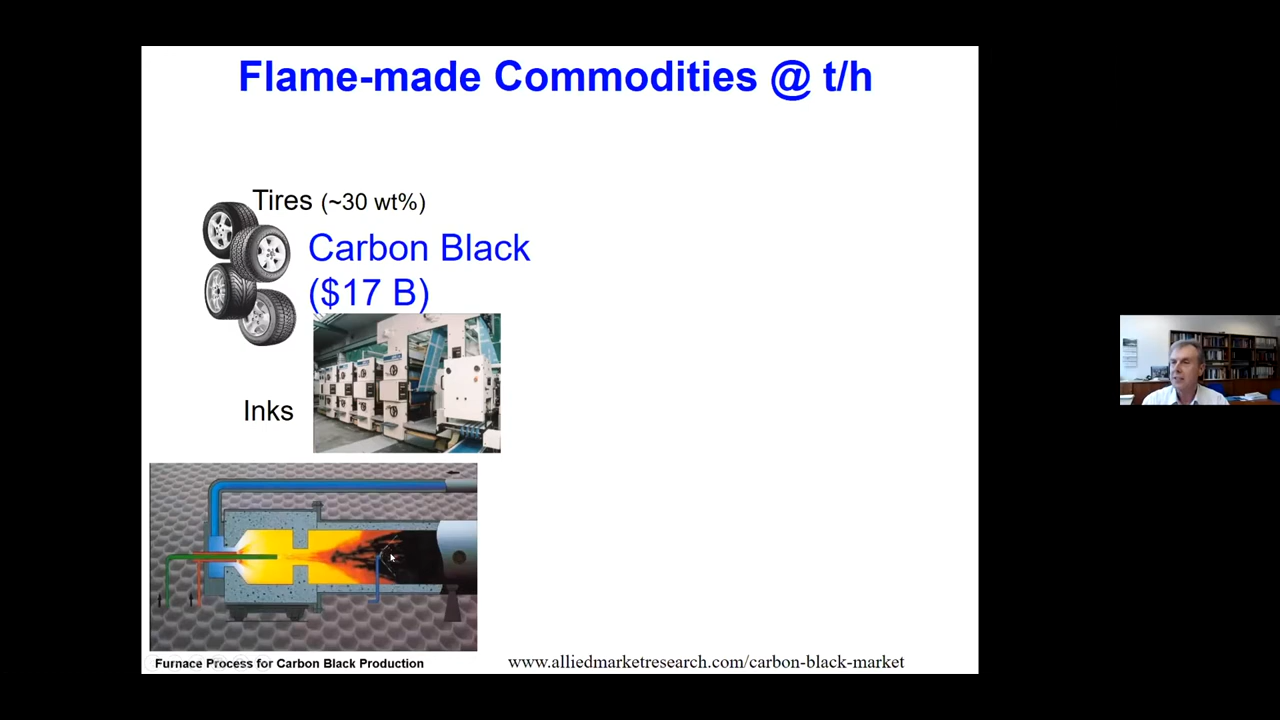 Flame-made Commodities @ t/h
Tires (~30 wt%)
Carbon Black
($17 B)
Inks
Furnace Process for Carbon Black Production
www.alliedmarketresearch.com/carbon-black-market